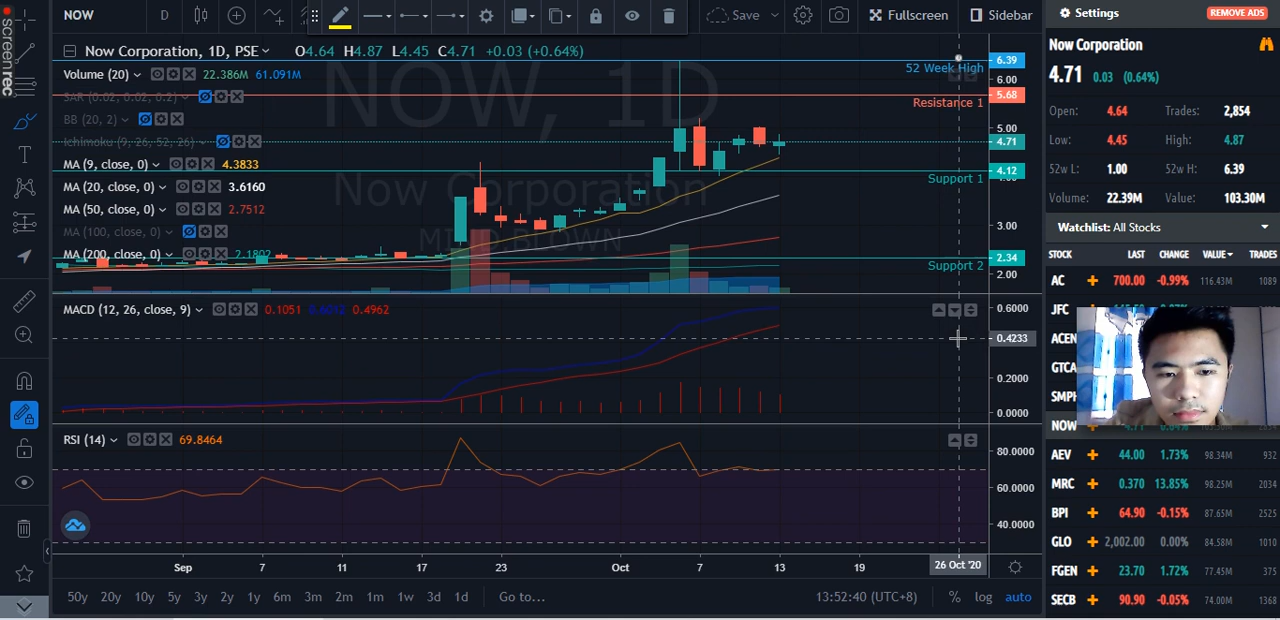 screenrec
NOW D Save Fullscreen Sidebar
Now Corporation, 1D, PSE O4.64 H4.87 L4.45 C4.71 +0.03 (+0.64%)
Volume (20) 22.386M 61.091M
SAR (0.02, 0.02, 0.2)
BB (20, 2)
Ichimoku (9, 26, 52, 26)
MA (9, close, 0) 4.3833
MA (20, close, 0) 3.6160
MA (50, close, 0) 2.7512
MA (100, close, 0)
MA (200, close, 0) 2.1802
NOW, 1D
Now Corporation
52 Week High
Resistance 1
Support 1
Support 2
6.39
6.00
5.68
5.00
4.71
4.12
3.00
2.34
2.00
MACD (12, 26, close, 9) 0.1051 0.6012 0.4962
0.6000
0.4233
0.2000
0.0000
RSI (14) 69.8464
80.0000
60.0000
40.0000
Sep 7 11 17 23 Oct 7 13 19 26 Oct '20
50y 20y 10y 5y 3y 2y 1y 6m 3m 2m 1m 1w 3d 1d Go to... 13:52:40 (UTC+8) % log auto
Settings REMOVE ADS
Now Corporation
4.71 0.03 (0.64%)
Open: 4.64 Trades: 2,854
Low: 4.45 High: 4.87
52w L: 1.00 52w H: 6.39
Volume: 22.39M Value: 103.30M
Watchlist: All Stocks
STOCK LAST CHANGE VALUE TRADES
AC 700.00 -0.99% 116.43M 1089
JFC
ACEN
GTCA
SMPH
NOW
AEV 44.00 1.73% 98.34M 932
MRC 0.370 13.85% 98.25M 2034
BPI 64.90 -0.15% 87.65M 2525
GLO 2,002.00 0.00% 84.58M 1010
FGEN 23.70 1.72% 77.45M 375
SECB 90.90 -0.05% 74.00M 1368